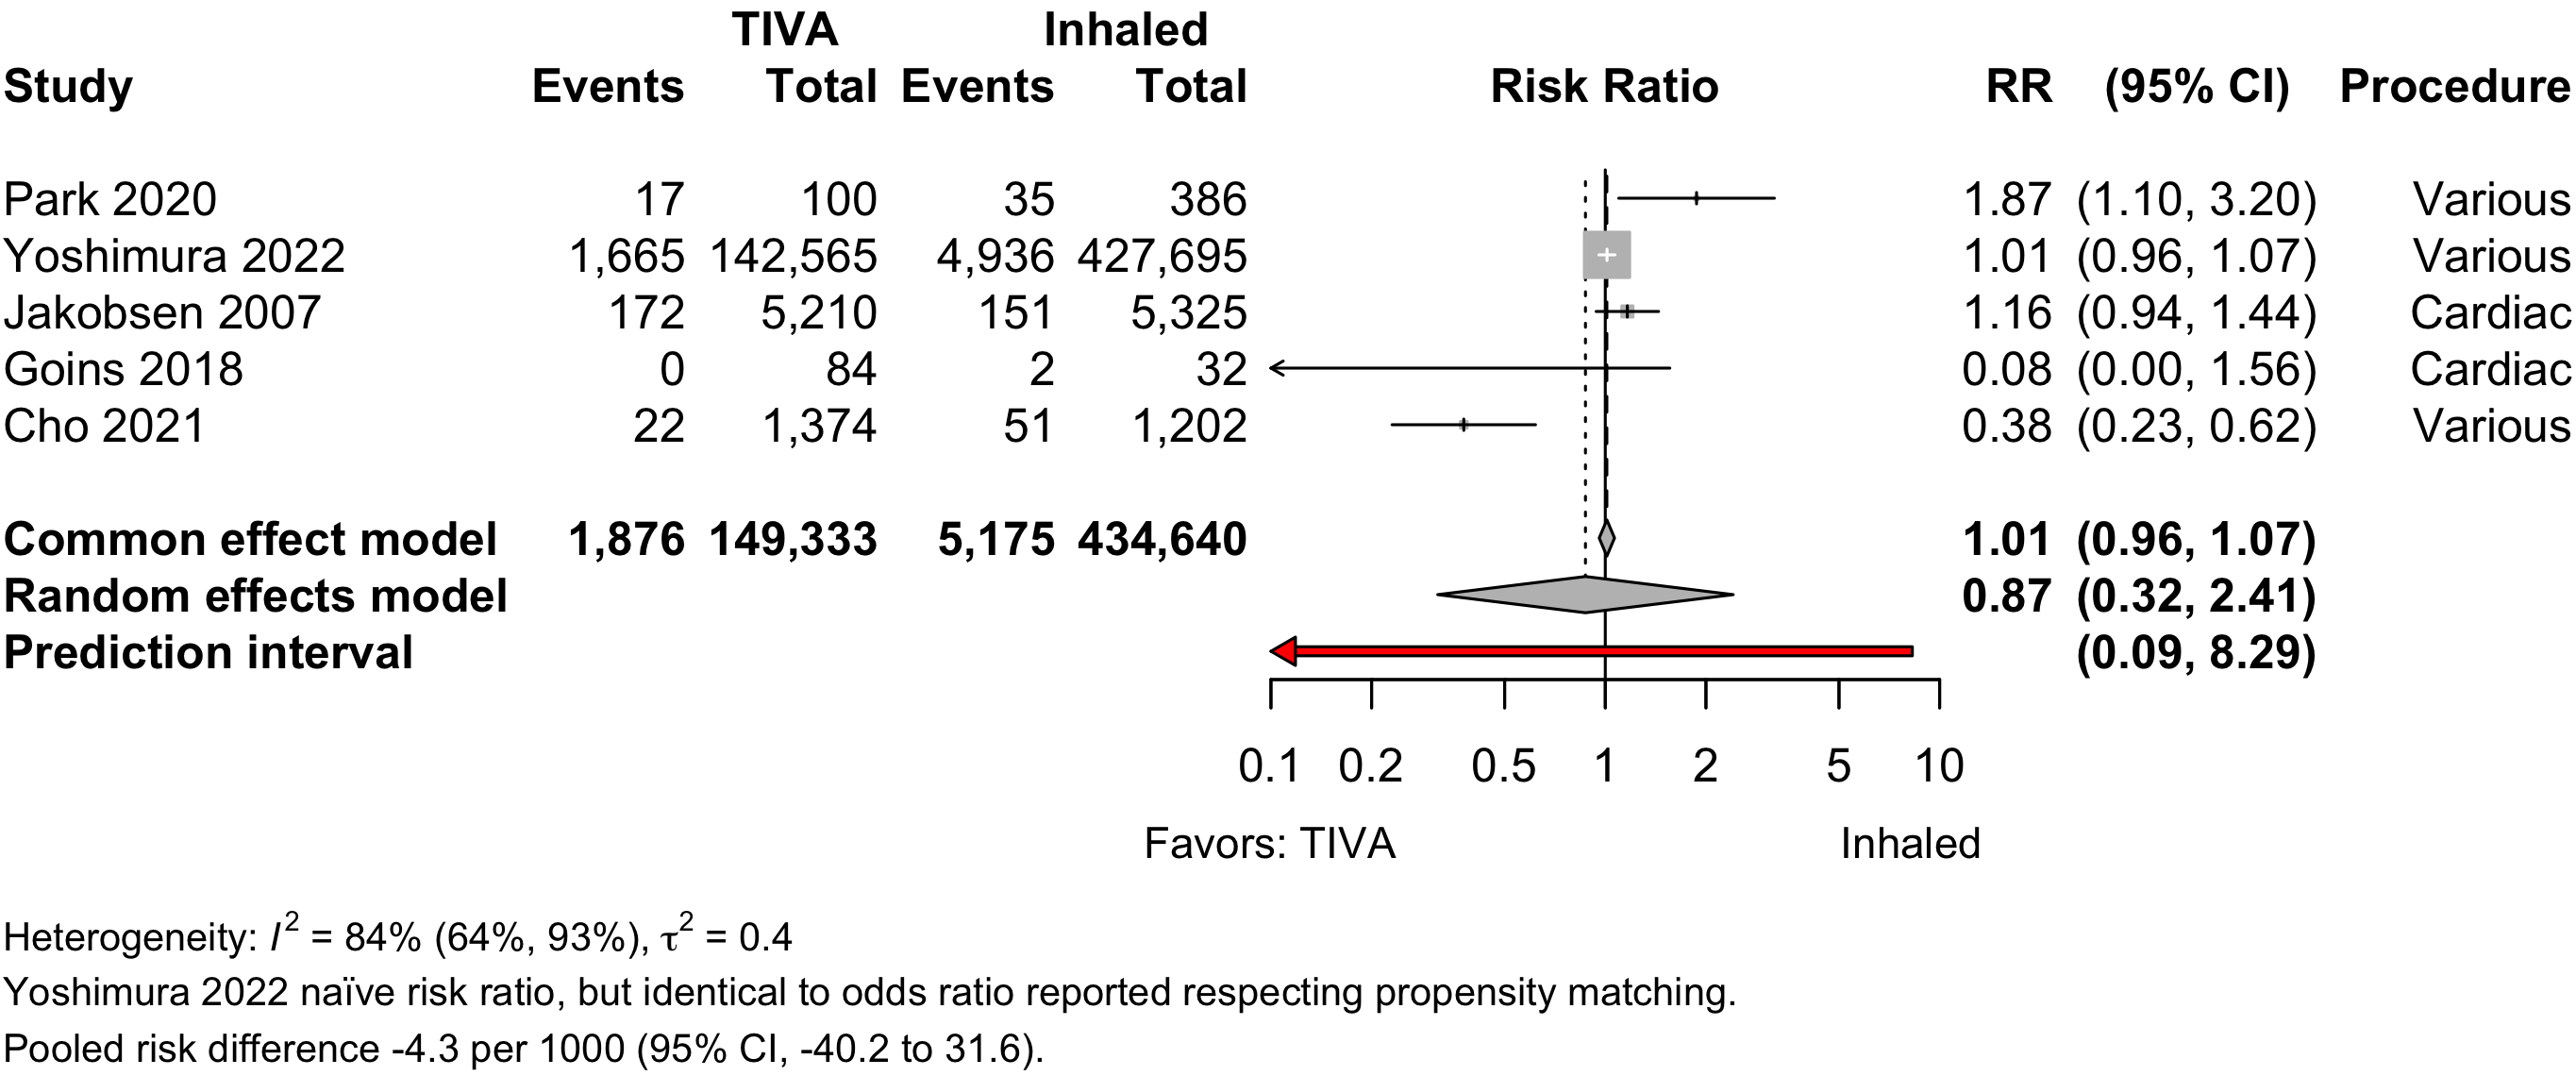 TIVA Inhaled
Study Events Total Events Total Risk Ratio RR (95% CI) Procedure
Park 2020 17 100 35 386 1.87 (1.10, 3.20) Various
Yoshimura 2022 1,665 142,565 4,936 427,695 1.01 (0.96, 1.07) Various
Jakobsen 2007 172 5,210 151 5,325 1.16 (0.94, 1.44) Cardiac
Goins 2018 0 84 2 32 0.08 (0.00, 1.56) Cardiac
Cho 2021 22 1,374 51 1,202 0.38 (0.23, 0.62) Various
Common effect model 1,876 149,333 5,175 434,640 1.01 (0.96, 1.07)
Random effects model 0.87 (0.32, 2.41)
Prediction interval (0.09, 8.29)
0.1 0.2 0.5 1 2 5 10
Favors: TIVA Inhaled
Heterogeneity: I² = 84% (64%, 93%), τ² = 0.4
Yoshimura 2022 naïve risk ratio, but identical to odds ratio reported respecting propensity matching.
Pooled risk difference -4.3 per 1000 (95% CI, -40.2 to 31.6).